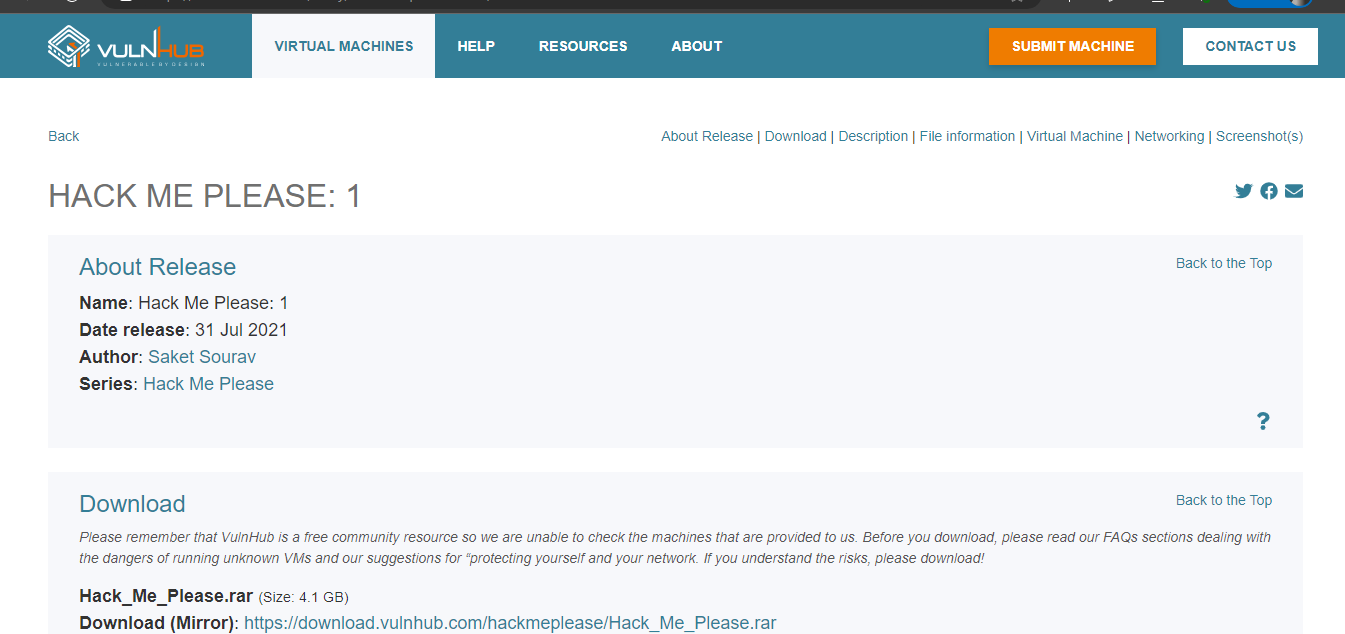 VULNHUB
VULNERABLE BY DESIGN
VIRTUAL MACHINES
HELP
RESOURCES
ABOUT
SUBMIT MACHINE
CONTACT US
Back
About Release | Download | Description | File information | Virtual Machine | Networking | Screenshot(s)
HACK ME PLEASE: 1
About Release
Back to the Top
Name: Hack Me Please: 1
Date release: 31 Jul 2021
Author: Saket Sourav
Series: Hack Me Please
?
Download
Back to the Top
Please remember that VulnHub is a free community resource so we are unable to check the machines that are provided to us. Before you download, please read our FAQs sections dealing with
the dangers of running unknown VMs and our suggestions for “protecting yourself and your network. If you understand the risks, please download!
Hack_Me_Please.rar (Size: 4.1 GB)
Download (Mirror): https://download.vulnhub.com/hackmeplease/Hack_Me_Please.rar